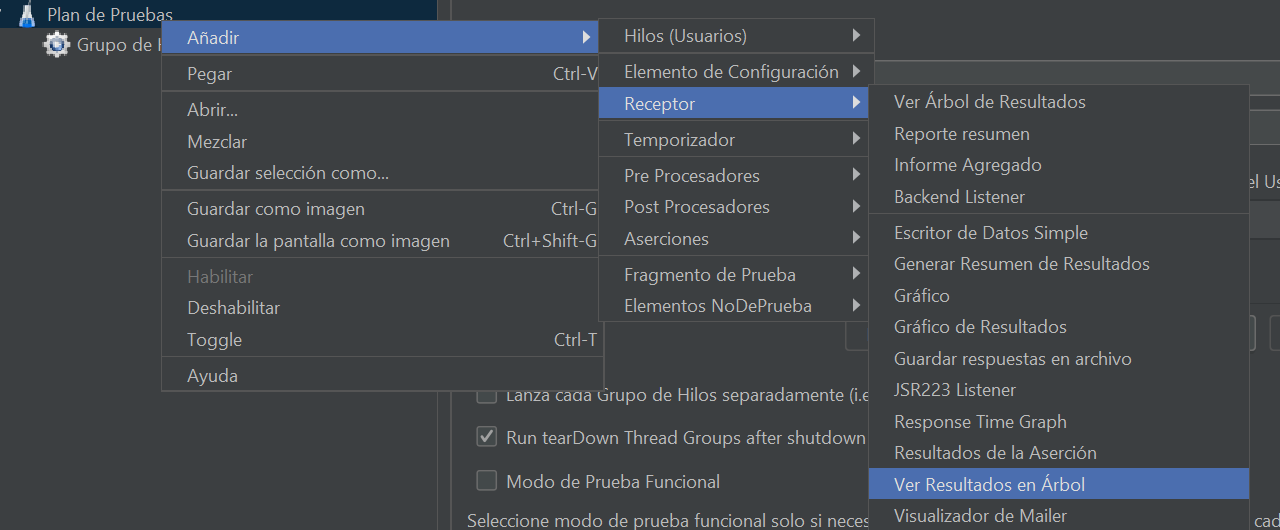 Plan de Pruebas
Grupo de
Añadir
Pegar Ctrl-V
Abrir...
Mezclar
Guardar selección como...
Guardar como imagen Ctrl-G
Guardar la pantalla como imagen Ctrl+Shift-G
Habilitar
Deshabilitar
Toggle Ctrl-T
Ayuda
Hilos (Usuarios)
Elemento de Configuración
Receptor
Temporizador
Pre Procesadores
Post Procesadores
Aserciones
Fragmento de Prueba
Elementos NoDePrueba
Ver Árbol de Resultados
Reporte resumen
Informe Agregado
Backend Listener
Escritor de Datos Simple
Generar Resumen de Resultados
Gráfico
Gráfico de Resultados
Guardar respuestas en archivo
JSR223 Listener
Response Time Graph
Resultados de la Aserción
Ver Resultados en Árbol
Visualizador de Mailer
Lanza cada Grupo de Hilos separadamente (i.e
Run tearDown Thread Groups after shutdown
Modo de Prueba Funcional
Seleccione modo de prueba funcional solo si